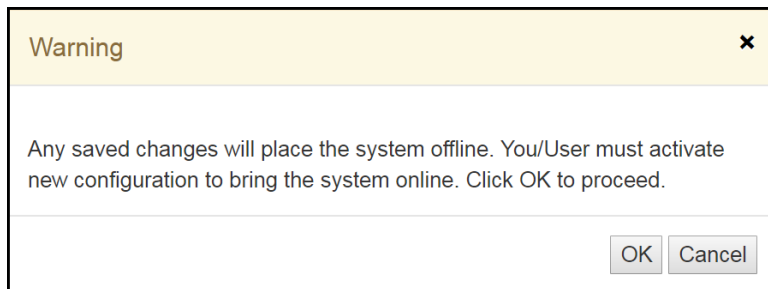 Warning
Any saved changes will place the system offline. You/User must activate
new configuration to bring the system online. Click OK to proceed.
OK Cancel